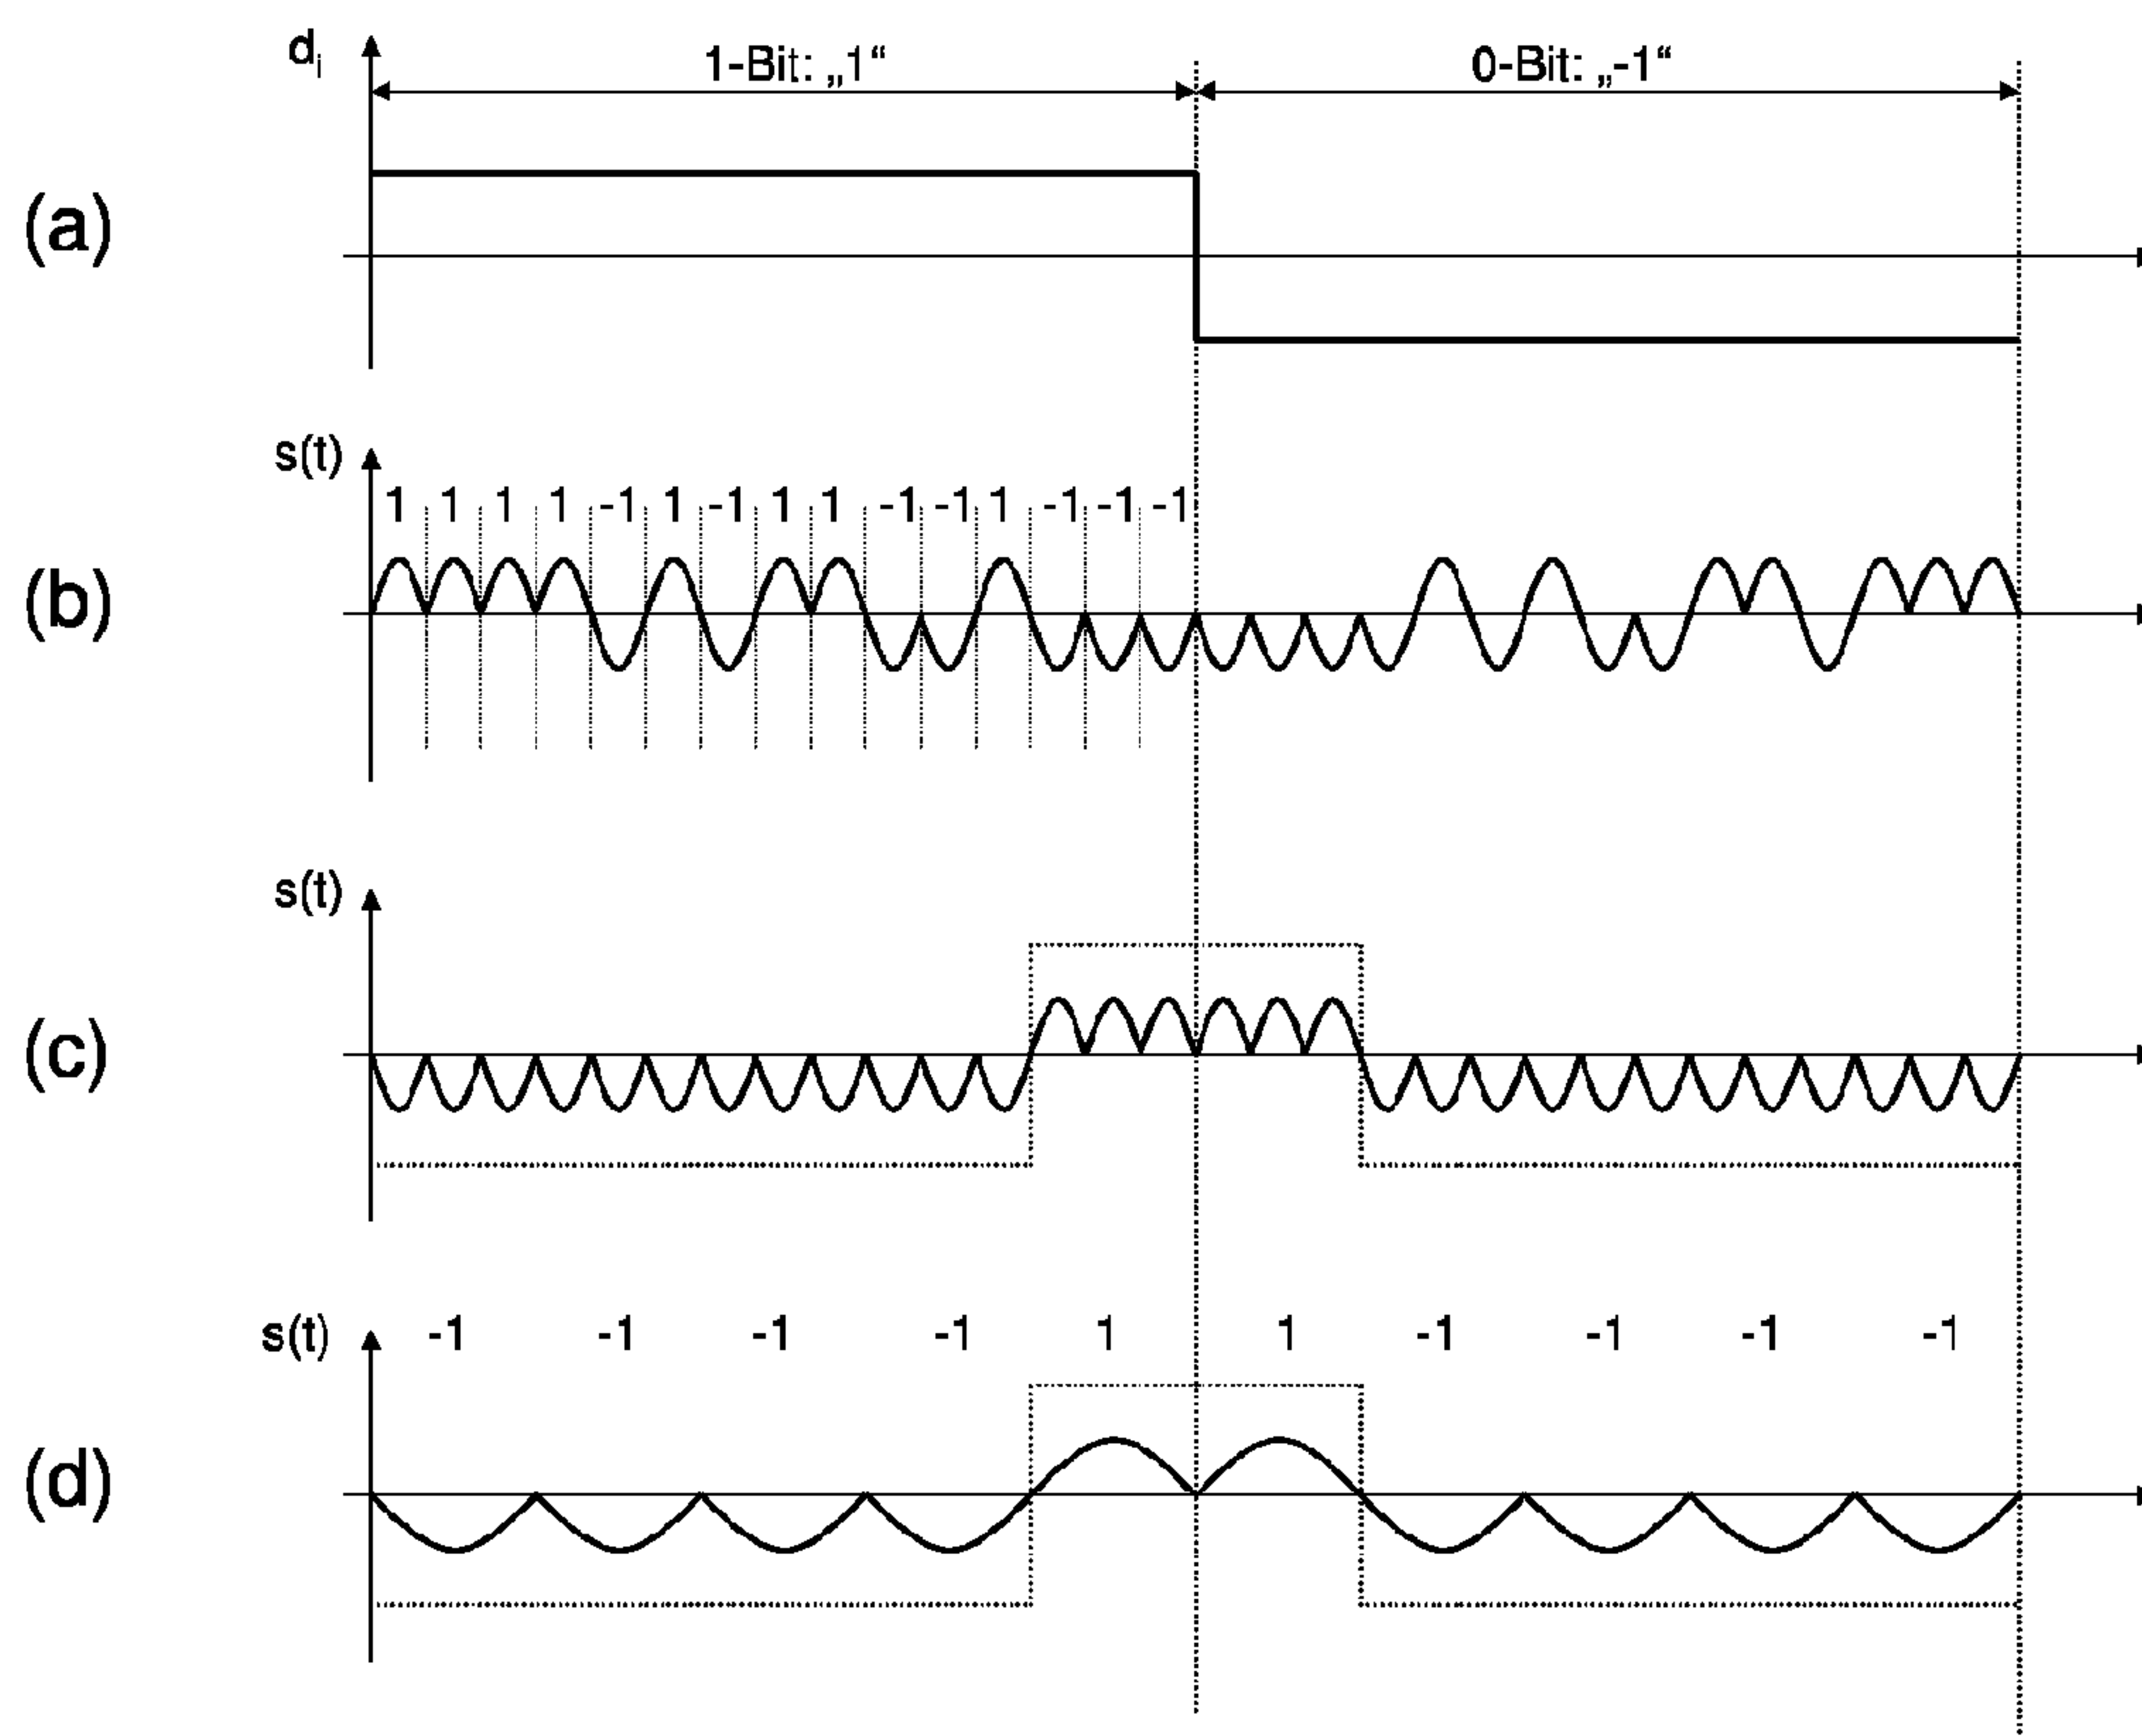 d_i
1-Bit: „1“ 0-Bit: „-1“
(a)
s(t)
1 1 1 1 -1 1 -1 1 1 -1 -1 1 -1 -1 -1
(b)
s(t)
(c)
s(t) -1 -1 -1 -1 1 1 -1 -1 -1 -1
(d)